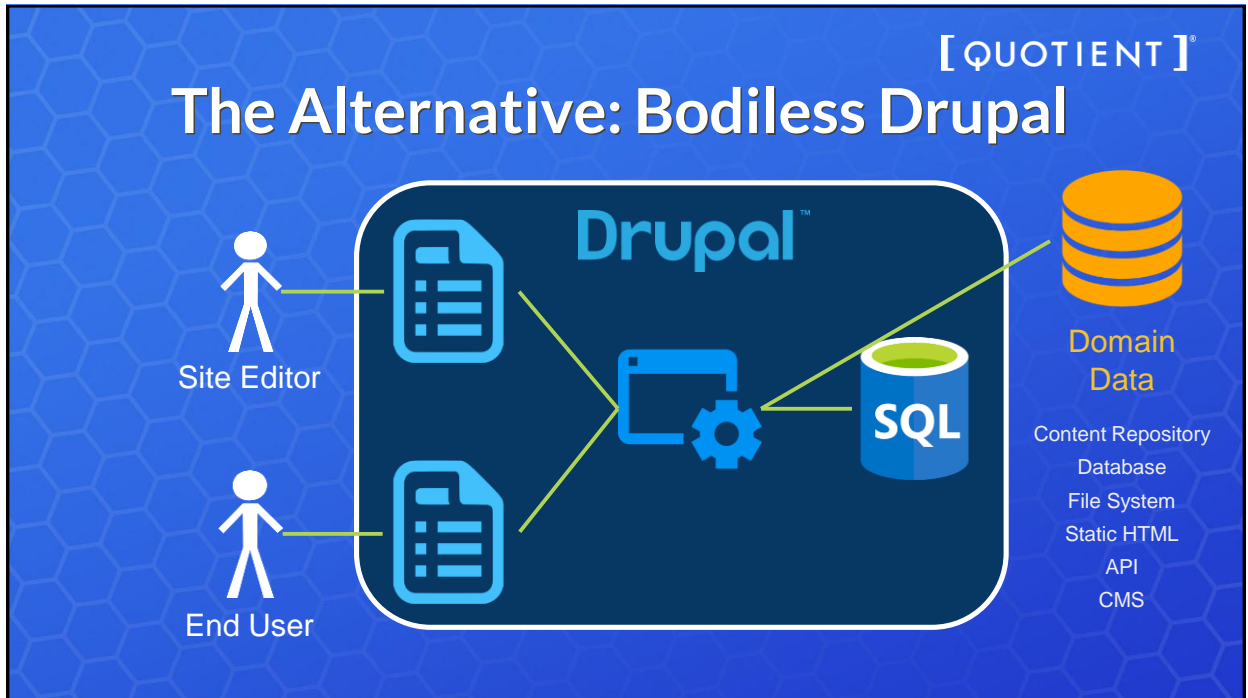 [ QUOTIENT ]®
The Alternative: Bodiless Drupal
Drupal™
Site Editor
SQL
End User
Domain
Data
Content Repository
Database
File System
Static HTML
API
CMS